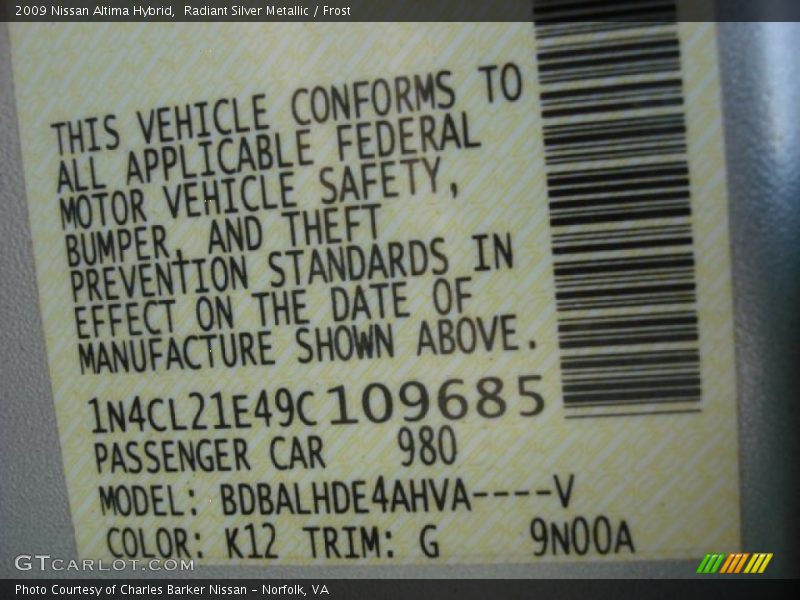 2009 Nissan Altima Hybrid,  Radiant Silver Metallic / Frost
THIS VEHICLE CONFORMS TO
ALL APPLICABLE FEDERAL
MOTOR VEHICLE SAFETY,
BUMPER, AND THEFT
PREVENTION STANDARDS IN
EFFECT ON THE DATE OF
MANUFACTURE SHOWN ABOVE.
1N4CL21E49C109685
PASSENGER CAR 980
MODEL: BDBALHDE4AHVA----V
COLOR: K12 TRIM: G 9N00A
GTCARLOT.COM
Photo Courtesy of Charles Barker Nissan - Norfolk, VA